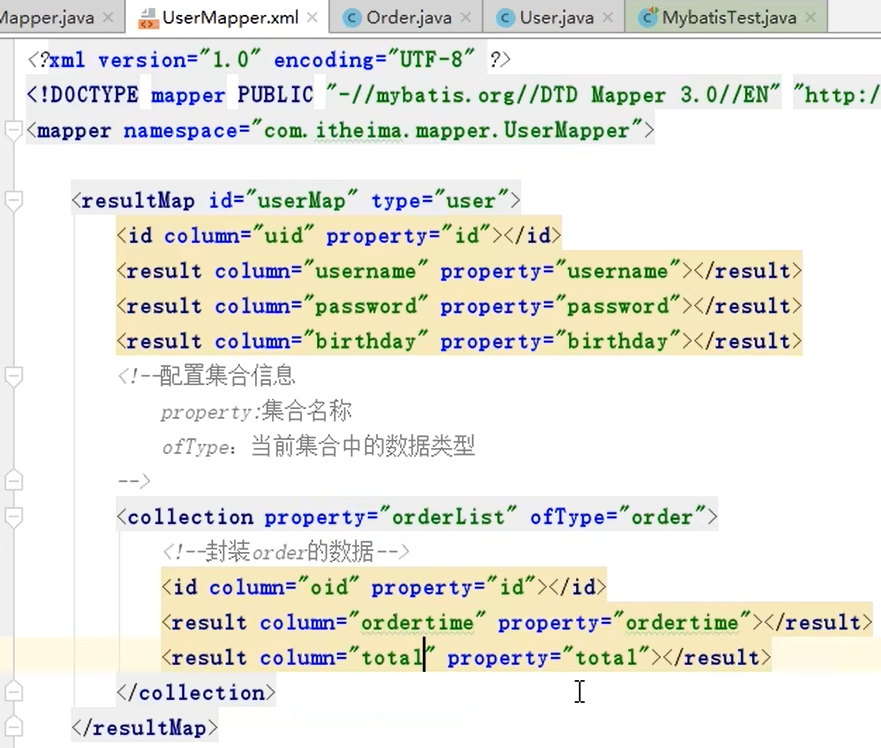 Mapper.java × UserMapper.xml × Order.java × User.java × MybatisTest.java ×
<?xml version="1.0" encoding="UTF-8" ?>
<!DOCTYPE mapper PUBLIC "-//mybatis.org//DTD Mapper 3.0//EN" "http:/
<mapper namespace="com.itheima.mapper.UserMapper">
<resultMap id="userMap" type="user">
<id column="uid" property="id"></id>
<result column="username" property="username"></result>
<result column="password" property="password"></result>
<result column="birthday" property="birthday"></result>
<!--配置集合信息
property:集合名称
ofType：当前集合中的数据类型
-->
<collection property="orderList" ofType="order">
<!--封装order的数据-->
<id column="oid" property="id"></id>
<result column="ordertime" property="ordertime"></result>
<result column="total" property="total"></result>
</collection>
</resultMap>